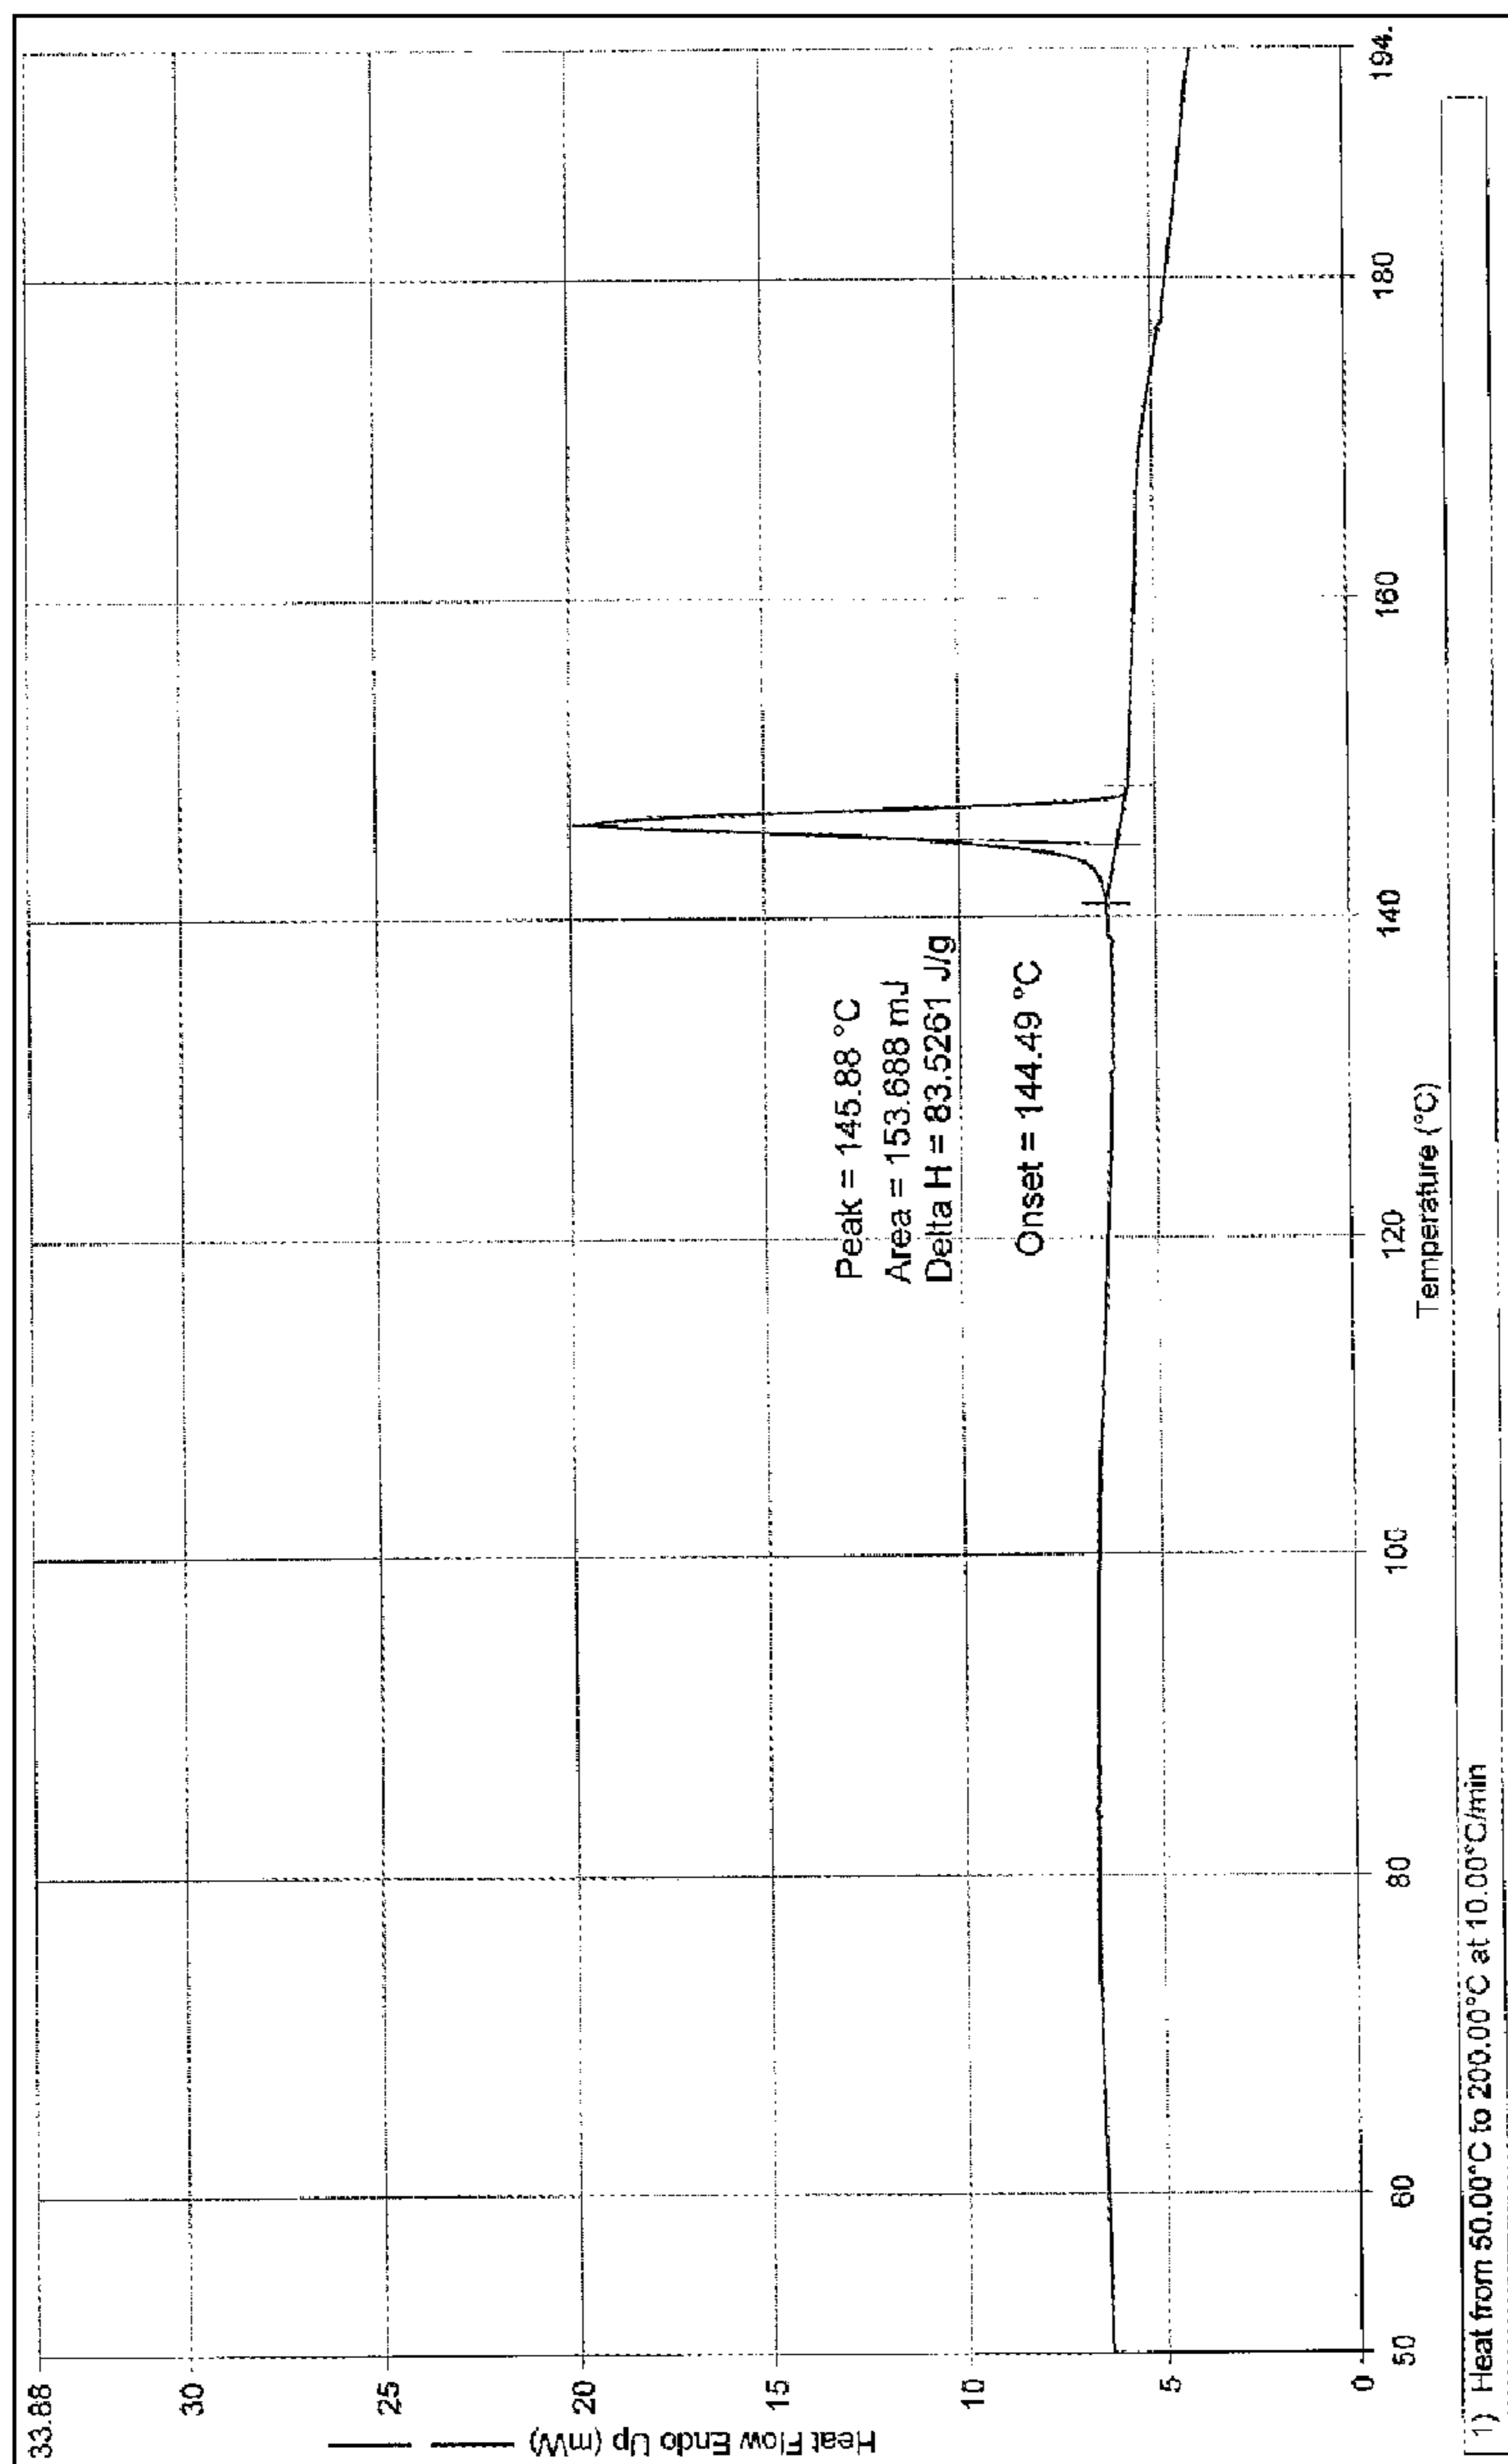 33.88
30
25
20
15
10
5
0
Heat Flow Endo Up (mW)
Peak = 145.88 °C
Area = 153.688 mJ
Delta H = 83.5261 J/g
Onset = 144.49 °C
50
60
80
100
120
140
160
180
194.
Temperature (°C)
1) Heat from 50.00°C to 200.00°C at 10.00°C/min